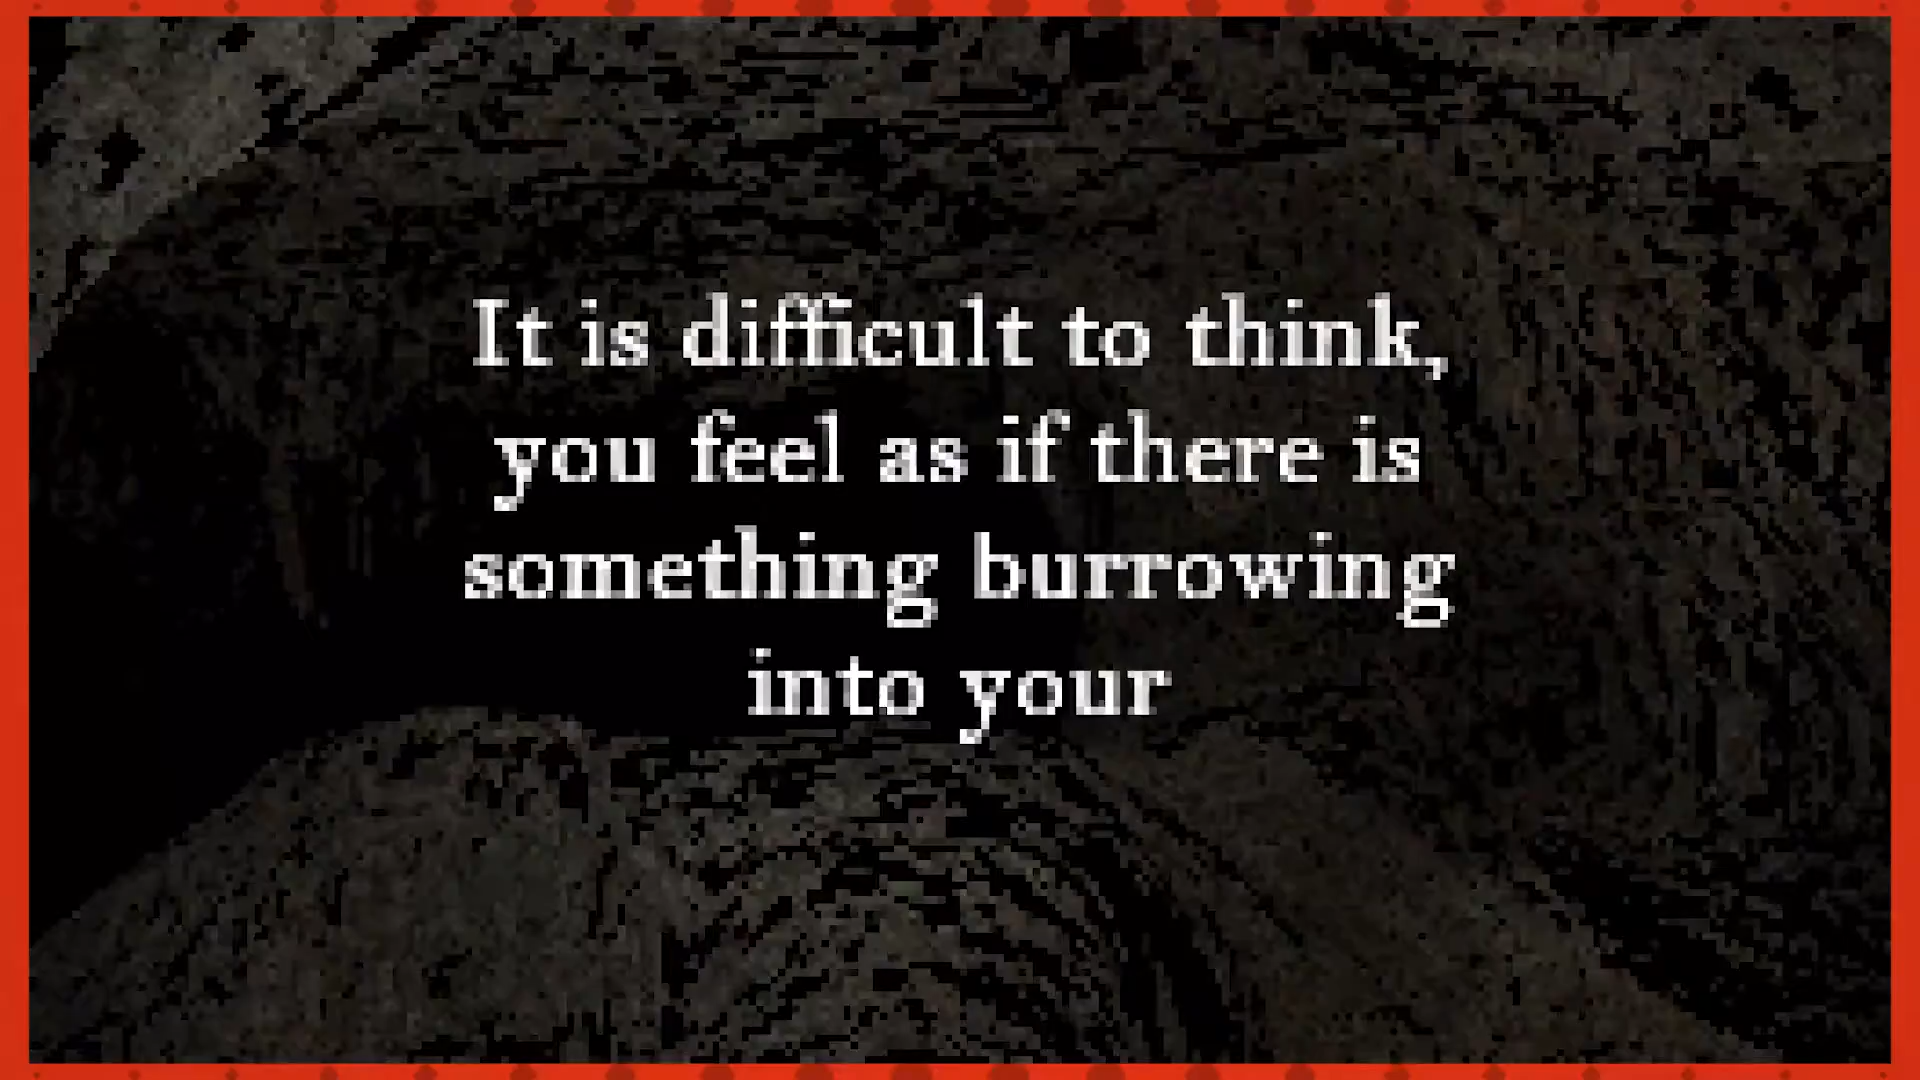 It is difficult to think,
you feel as if there is
something burrowing
into your